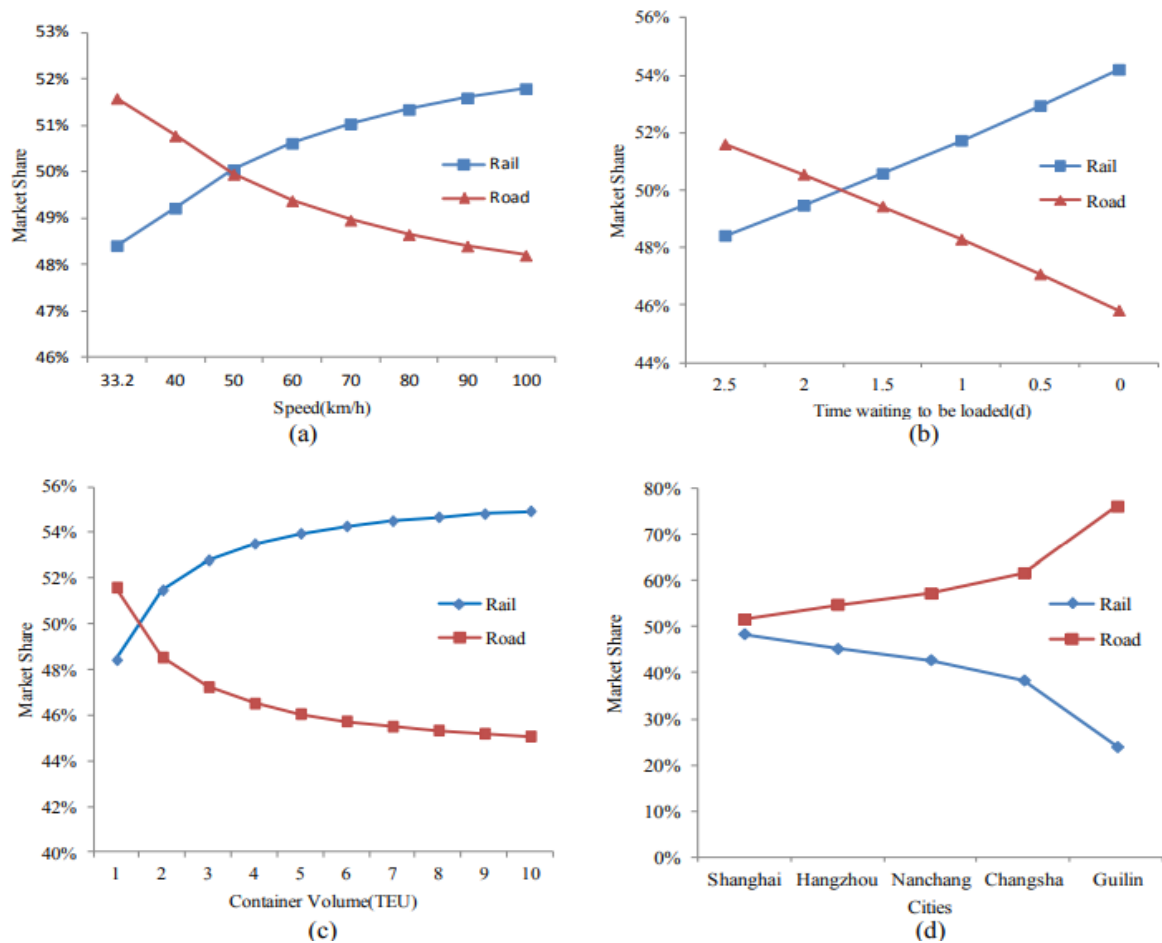 53%
52%
51%
50%
49%
48%
47%
46%
Market Share
Rail
Road
33.2 40 50 60 70 80 90 100
Speed(km/h)
(a)
56%
54%
52%
50%
48%
46%
44%
Market Share
Rail
Road
2.5 2 1.5 1 0.5 0
Time waiting to be loaded(d)
(b)
56%
54%
52%
50%
48%
46%
44%
42%
40%
Market Share
Rail
Road
1 2 3 4 5 6 7 8 9 10
Container Volume(TEU)
(c)
80%
70%
60%
50%
40%
30%
20%
10%
0%
Market Share
Rail
Road
Shanghai Hangzhou Nanchang Changsha Guilin
Cities
(d)